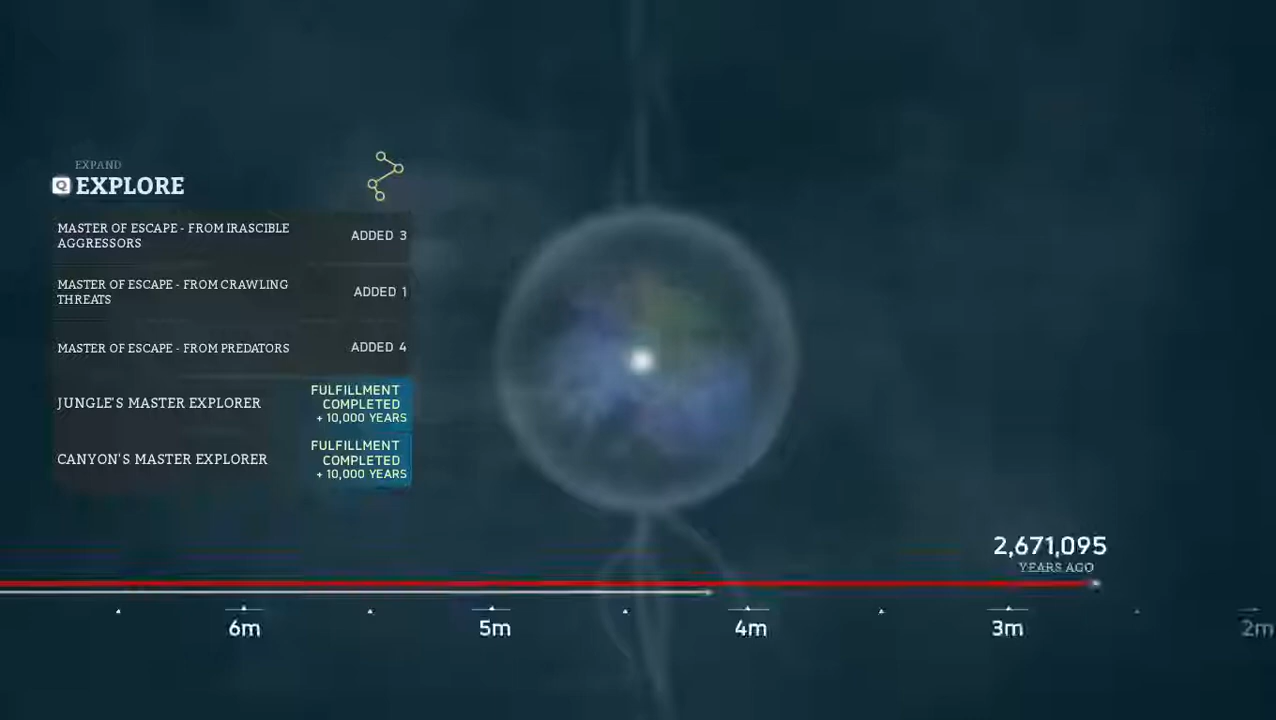 EXPAND
Q EXPLORE
MASTER OF ESCAPE - FROM IRASCIBLE
AGGRESSORS
ADDED 3
MASTER OF ESCAPE - FROM CRAWLING
THREATS
ADDED 1
MASTER OF ESCAPE - FROM PREDATORS
ADDED 4
JUNGLE'S MASTER EXPLORER
FULFILLMENT
COMPLETED
+ 10,000 YEARS
CANYON'S MASTER EXPLORER
FULFILLMENT
COMPLETED
+ 10,000 YEARS
2,671,095
YEARS AGO
6m 5m 4m 3m 2m